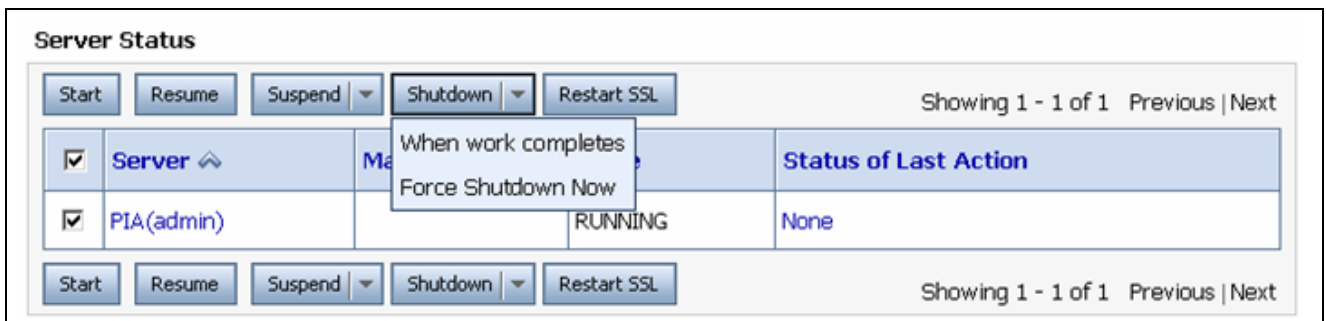 Server Status
Start Resume Suspend Shutdown Restart SSL Showing 1 - 1 of 1 Previous | Next
When work completes
Server Ma e Status of Last Action
Force Shutdown Now
PIA(admin) RUNNING None
Start Resume Suspend Shutdown Restart SSL Showing 1 - 1 of 1 Previous | Next